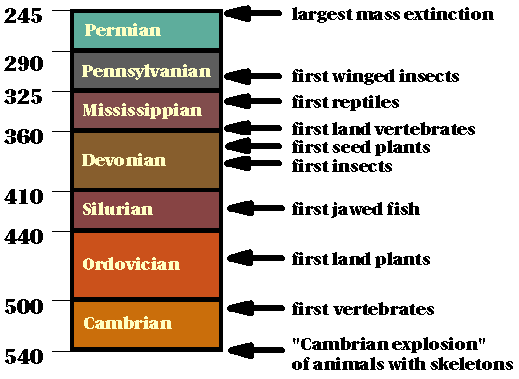 245
largest mass extinction
Permian
290
Pennsylvanian
first winged insects
325
first reptiles
Mississippian
first land vertebrates
360
first seed plants
Devonian
first insects
410
Silurian
first jawed fish
440
Ordovician
first land plants
500
first vertebrates
Cambrian
"Cambrian explosion"
540
of animals with skeletons